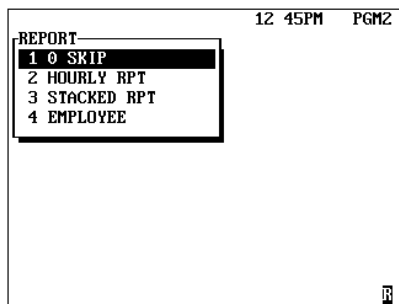 12 45PM PGM2
REPORT
1 0 SKIP
2 HOURLY RPT
3 STACKED RPT
4 EMPLOYEE
R